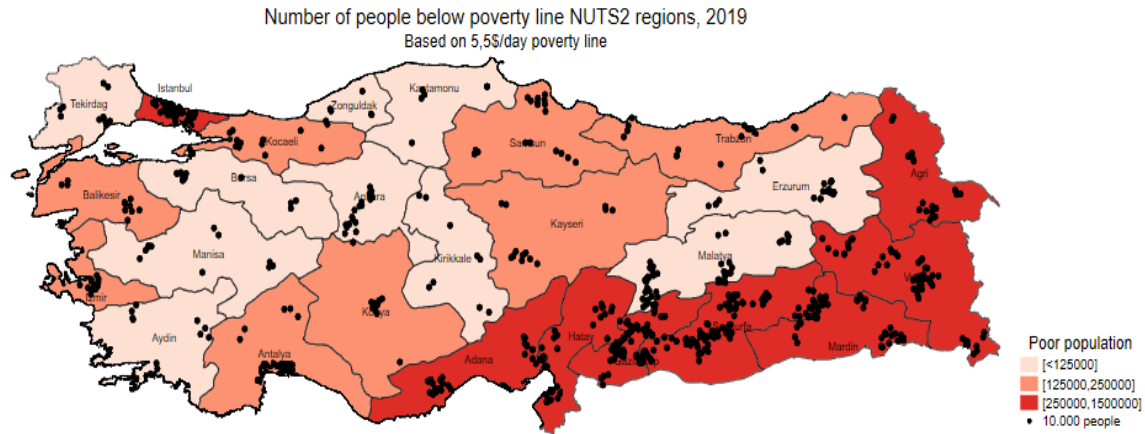 Number of people below poverty line NUTS2 regions, 2019
Based on 5,5$/day poverty line
Istanbul
Tekirdag
Kastamonu
Zonguldak
Kocaeli
Samsun
Trabzon
Agri
Bursa
Ankara
Erzurum
Balikesir
Kayseri
Manisa
Kirikkale
Malatya
Izmir
Konya
Aydin
Antalya
Adana
Hatay
Gaziantep
Sanliurfa
Mardin
Poor population
[<125000]
[125000,250000]
[250000,1500000]
10.000 people